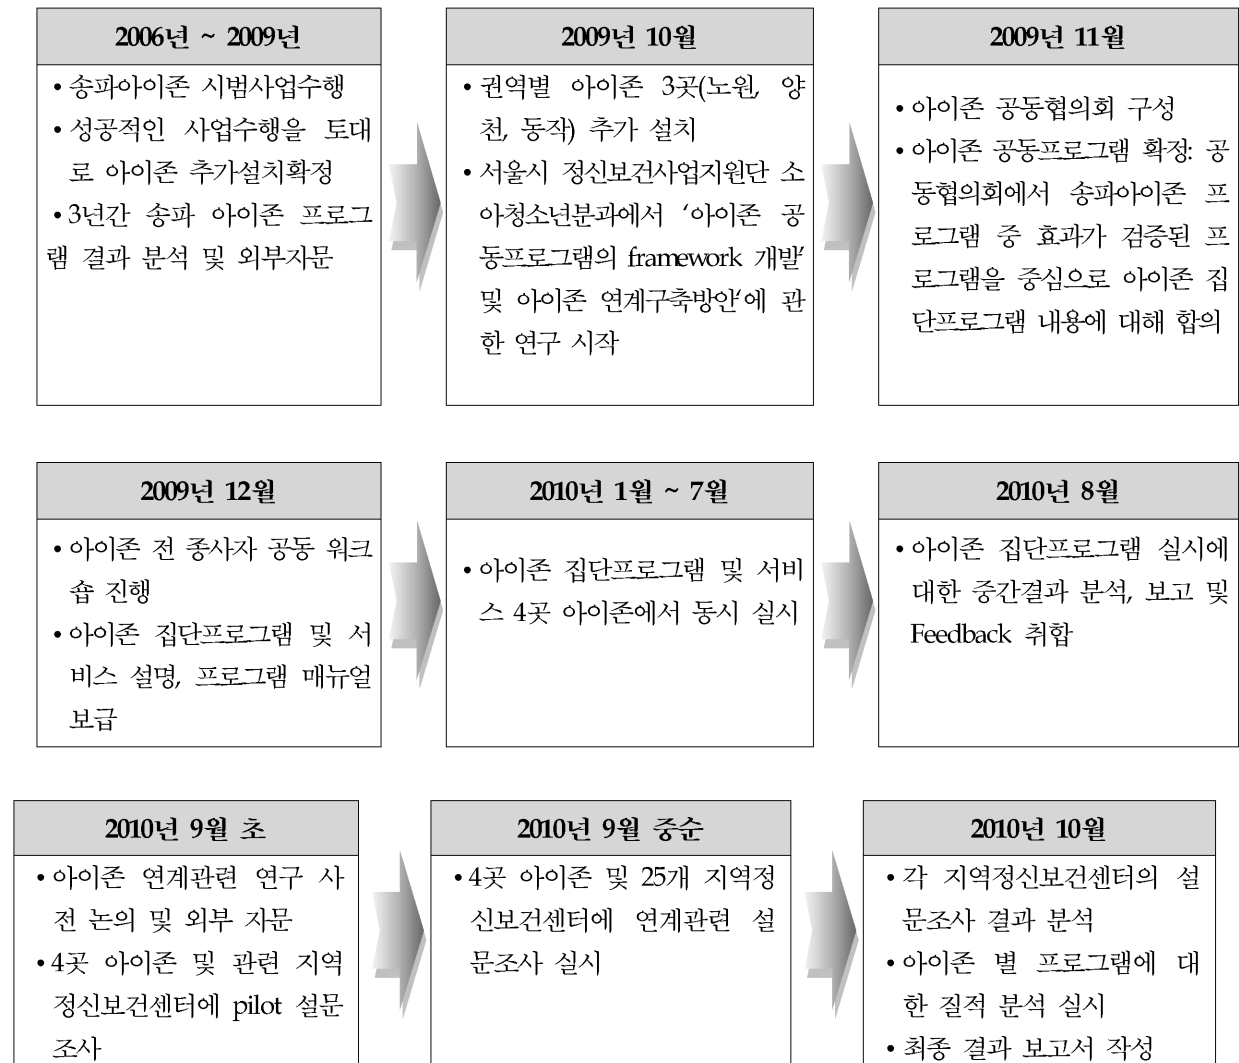 2006년 ~ 2009년
• 송파아이존 시범사업수행
• 성공적인 사업수행을 토대
로 아이존 추가설치확정
• 3년간 송파 아이존 프로그
램 결과 분석 및 외부자문
2009년 10월
• 권역별 아이존 3곳(노원, 양
천, 동작) 추가 설치
• 서울시 정신보건사업지원단 소
아청소년분과에서 ‘아이존 공
동프로그램의 framework 개발’
및 아이존 연계구축방안‘에 관
한 연구 시작
2009년 11월
• 아이존 공동협의회 구성
• 아이존 공동프로그램 확정: 공
동협의회에서 송파아이존 프
로그램 중 효과가 검증된 프
로그램을 중심으로 아이존 집
단프로그램 내용에 대해 합의
2009년 12월
• 아이존 전 종사자 공동 워크
숍 진행
• 아이존 집단프로그램 및 서
비스 설명, 프로그램 매뉴얼
보급
2010년 1월 ~ 7월
• 아이존 집단프로그램 및 서비
스 4곳 아이존에서 동시 실시
2010년 8월
• 아이존 집단프로그램 실시에
대한 중간결과 분석, 보고 및
Feedback 취합
2010년 9월 초
• 아이존 연계관련 연구 사
전 논의 및 외부 자문
• 4곳 아이존 및 관련 지역
정신보건센터에 pilot 설문
조사
2010년 9월 중순
• 4곳 아이존 및 25개 지역정
신보건센터에 연계관련 설
문조사 실시
2010년 10월
• 각 지역정신보건센터의 설
문조사 결과 분석
• 아이존 별 프로그램에 대
한 질적 분석 실시
• 최종 결과 보고서 작성